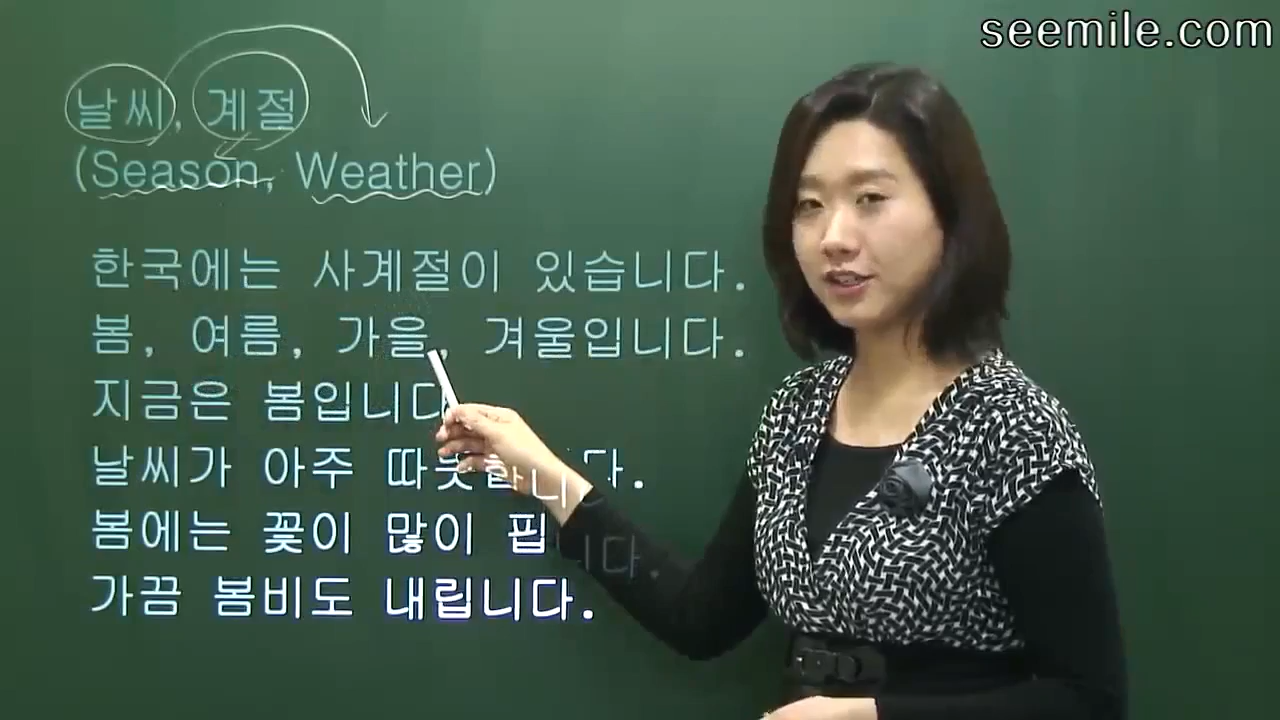 seemile.com
날씨, 계절
(Season, Weather)
한국에는 사계절이 있습니다.
봄, 여름, 가을, 겨울입니다.
지금은 봄입니다
날씨가 아주 따뜻합니다.
봄에는 꽃이 많이 핍니다.
가끔 봄비도 내립니다.